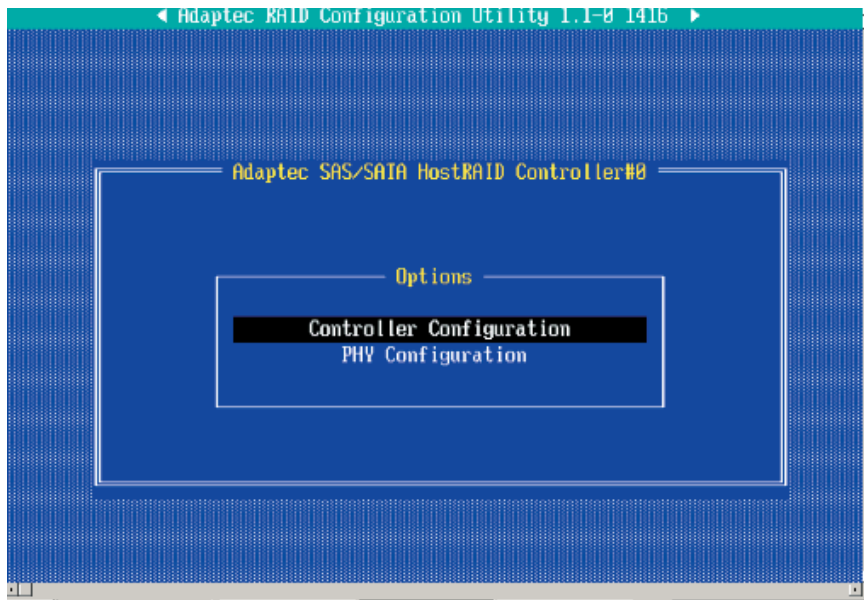 Adaptec RAID Configuration Utility 1.1-0 1416
Adaptec SAS/SATA HostRAID Controller#0
Options
Controller Configuration
PHY Configuration